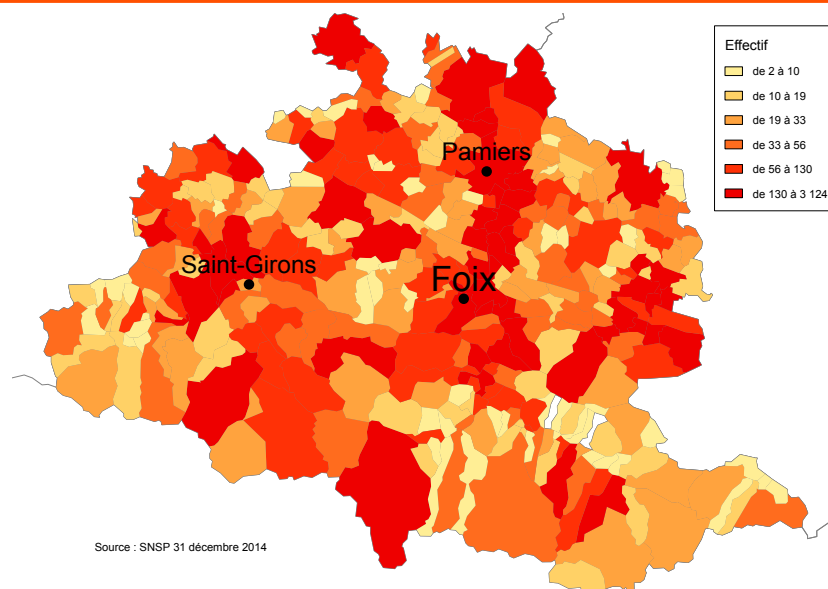 Effectif
de 2 à 10
de 10 à 19
de 19 à 33
de 33 à 56
de 56 à 130
de 130 à 3 124
Pamiers
Saint-Girons
Foix
Source : SNSP 31 décembre 2014